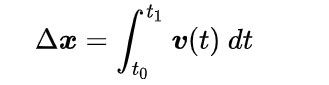 Δ𝒙 = ∫_{t_0}^{t_1} 𝒗(t) dt